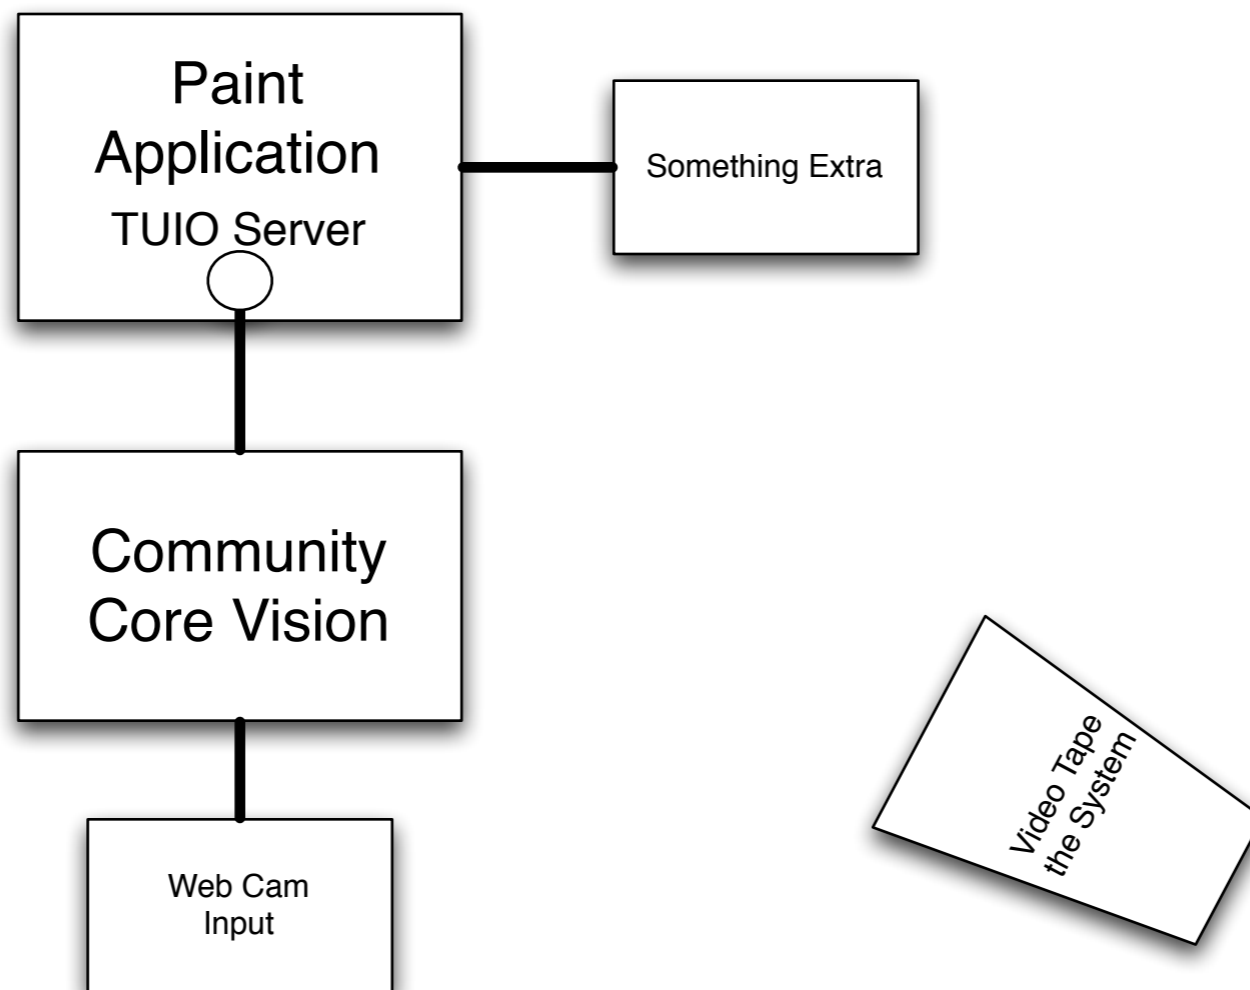 Paint
Application
TUIO Server
Something Extra
Community
Core Vision
Video Tape
the System
Web Cam
Input